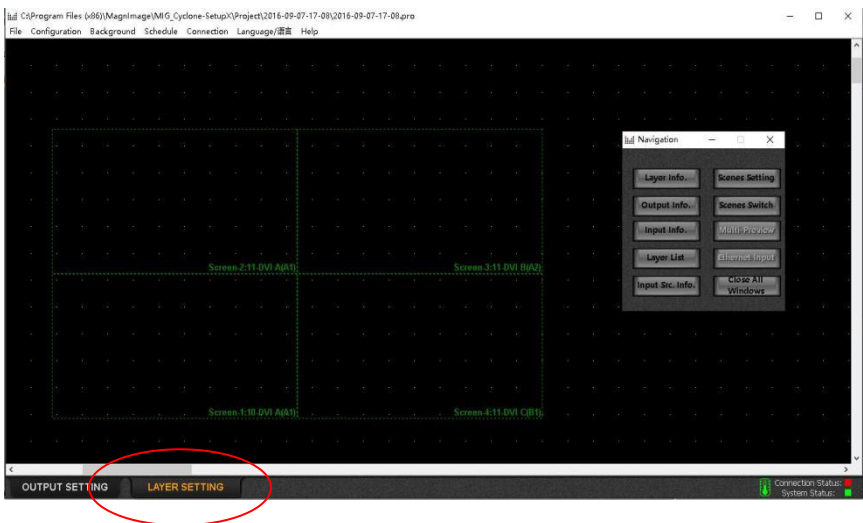 C:\Program Files (x86)\MagnImage\MIG_Cyclone-SetupX\Project\2016-09-07-17-08\2016-09-07-17-08.pro
File Configuration Background Schedule Connection Language/语言 Help
Navigation
Layer Info. Scenes Setting
Output Info. Scenes Switch
Input Info. Multi-Preview
Layer List Ethernet Input
Input Src. Info. Close All
Windows
Screen-2:11-DVI A(A1) Screen-3:11-DVI B(A2)
Screen-1:10-DVI A(A1) Screen-4:11-DVI C(B1)
OUTPUT SETTING LAYER SETTING
Connection Status:
System Status: